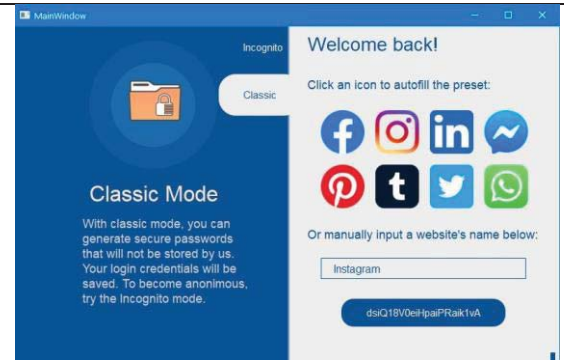 MainWindow
Incognito
Classic
Classic Mode
With classic mode, you can
generate secure passwords
that will not be stored by us.
Your login credentials will be
saved. To become anonimous,
try the Incognito mode.
Welcome back!
Click an icon to autofill the preset:
Or manually input a website's name below:
Instagram
dsiQ18V0eiHpaiPRaik1vA